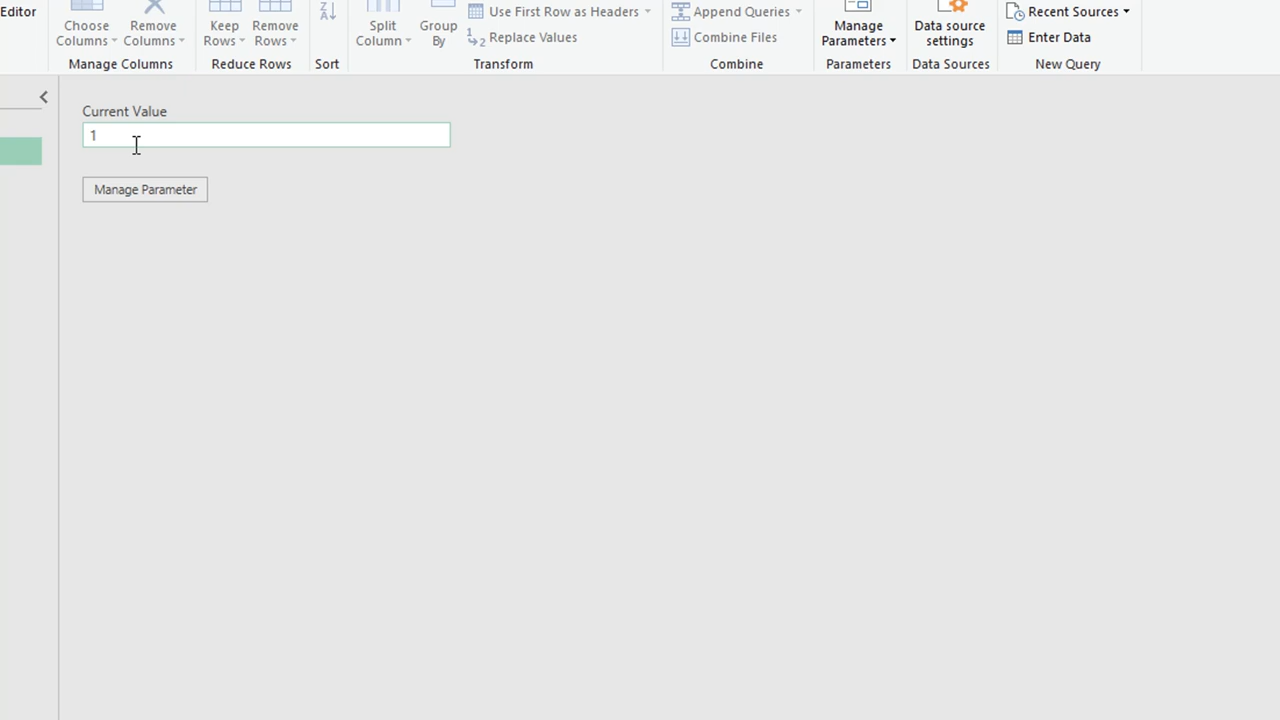 Editor
Choose Columns
Remove Columns
Manage Columns
Keep Rows
Remove Rows
Reduce Rows
Z
Sort
Split Column
Group By
Use First Row as Headers
1 2 Replace Values
Transform
Append Queries
Combine Files
Combine
Manage Parameters
Parameters
Data source settings
Data Sources
Recent Sources
Enter Data
New Query
Current Value
1
Manage Parameter